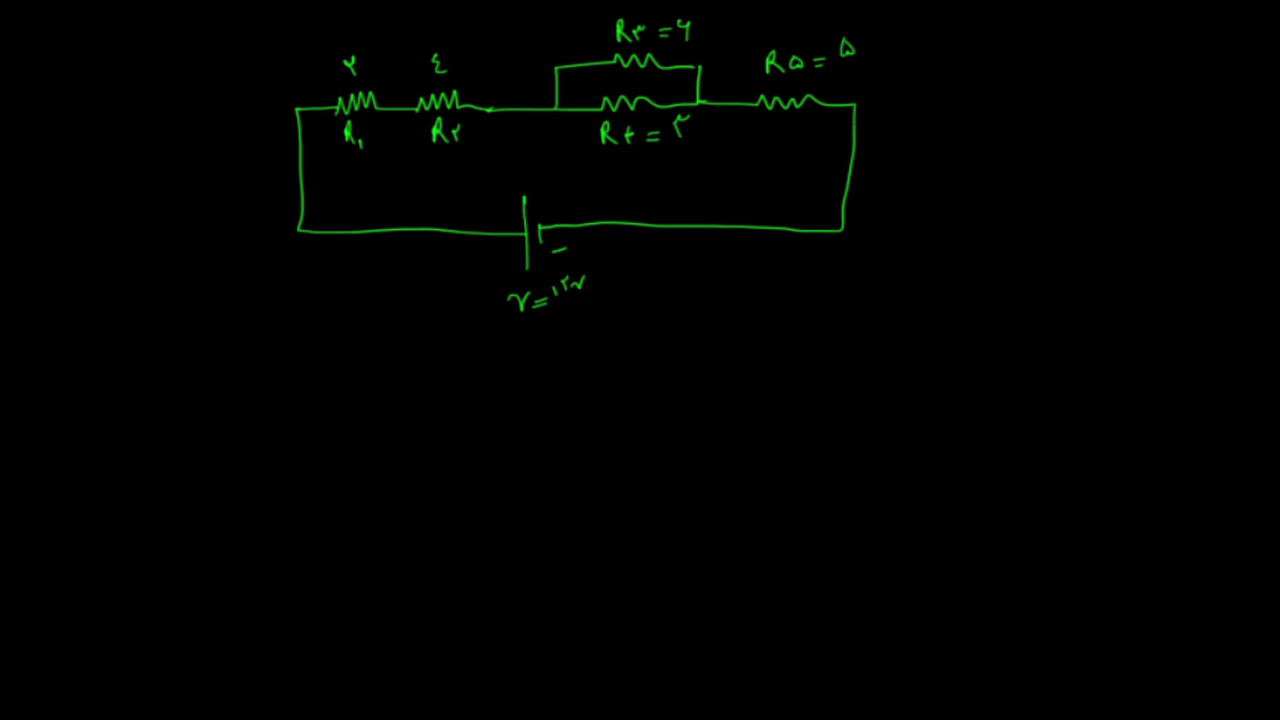 R۳ = ۶
R۵ = ۵
۲ ٤
R۱ R۲
R۴ = ۳
-
V = ۱۲v